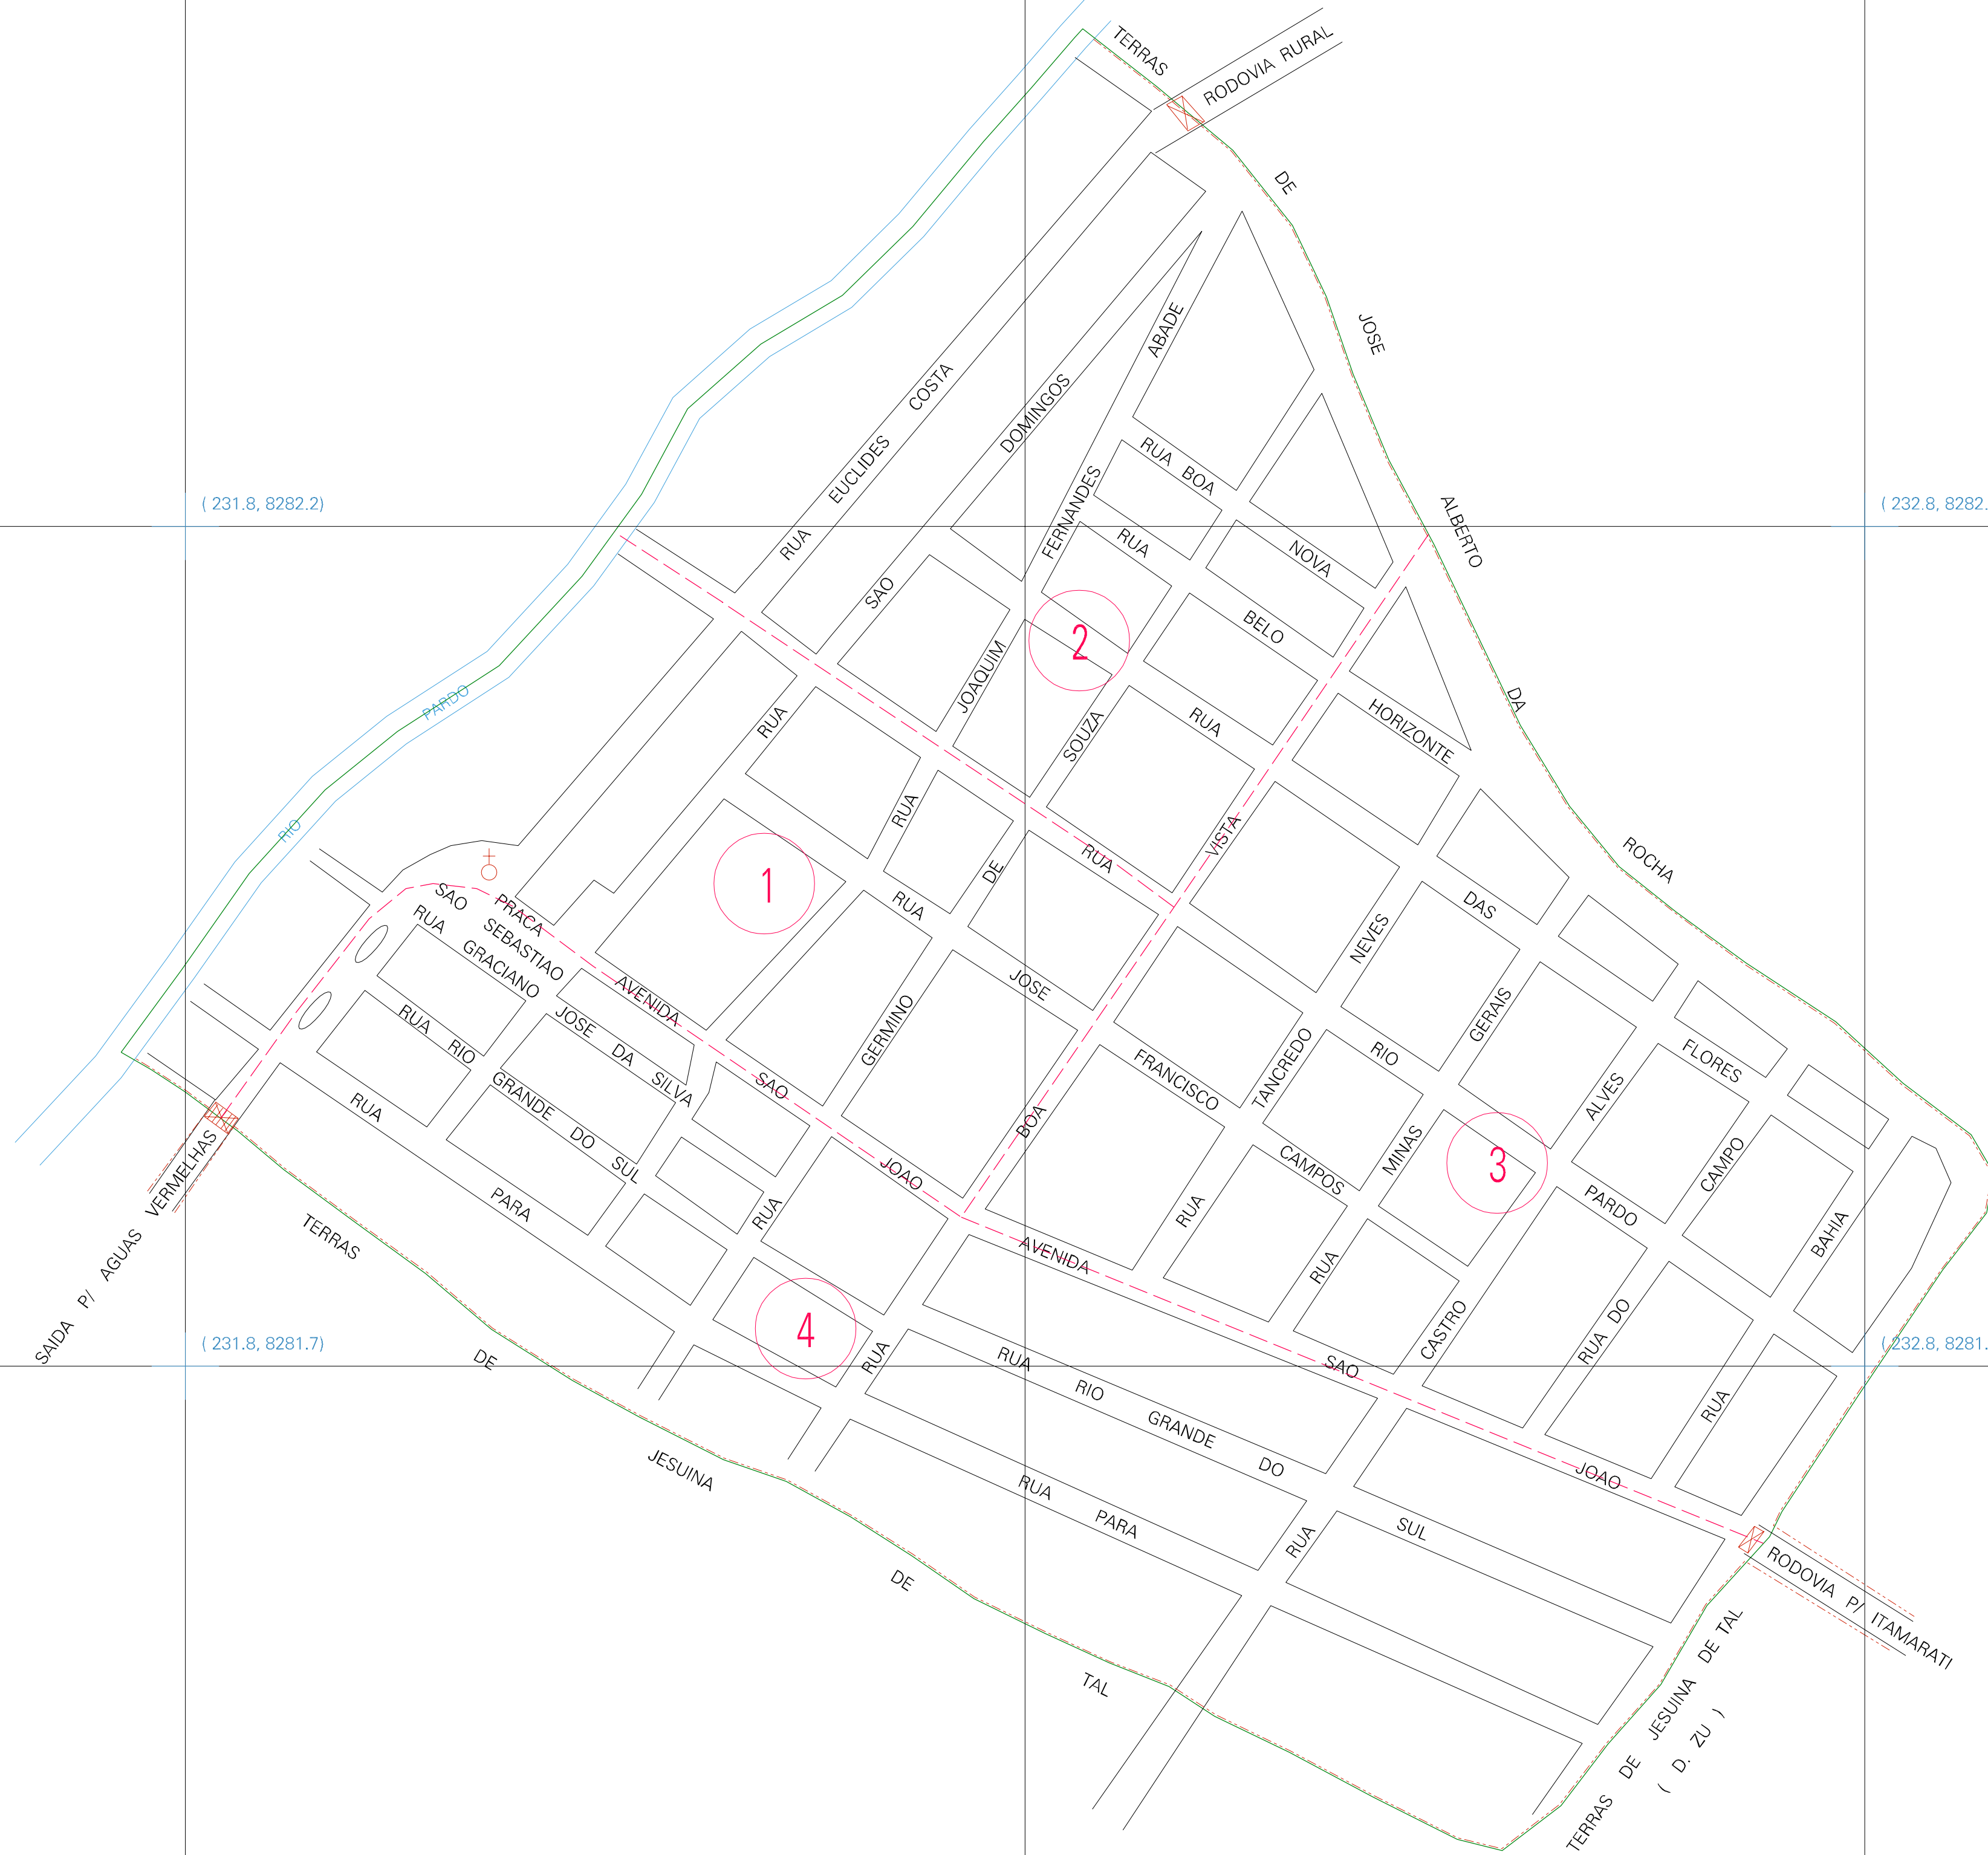 TERRAS DE JOSE ALBERTO DA ROCHA
RODOVIA RURAL
( 231.8, 8282.2)
( 232.8, 8282.
RUA EUCLIDES COSTA
RUA SAO DOMINGOS
RUA JOAQUIM FERNANDES ABADE
RUA BOA NOVA
RUA BELO HORIZONTE
2
RIO PARDO
RUA DE SOUZA
RUA DAS FLORES
1
RUA RIO PARDO
RUA GERMINO
RUA BOA VISTA
PRACA SAO SEBASTIAO
RUA GRACIANO JOSE DA SILVA
AVENIDA SAO JOAO
RUA JOSE FRANCISCO CAMPOS
RUA TANCREDO NEVES
RUA MINAS GERAIS
RUA CASTRO ALVES
3
RUA DO CAMPO
RUA BAHIA
RUA RIO GRANDE DO SUL
RUA PARA
SAIDA P/ AGUAS VERMELHAS
( 231.8, 8281.7)
( 232.8, 8281.
4
AVENIDA SAO JOAO
RUA RIO GRANDE DO SUL
RUA PARA
RUA
TERRAS DE JESUINA DE TAL
RODOVIA P/ ITAMARATI
TERRAS DE JESUINA DE TAL
( D. ZU )